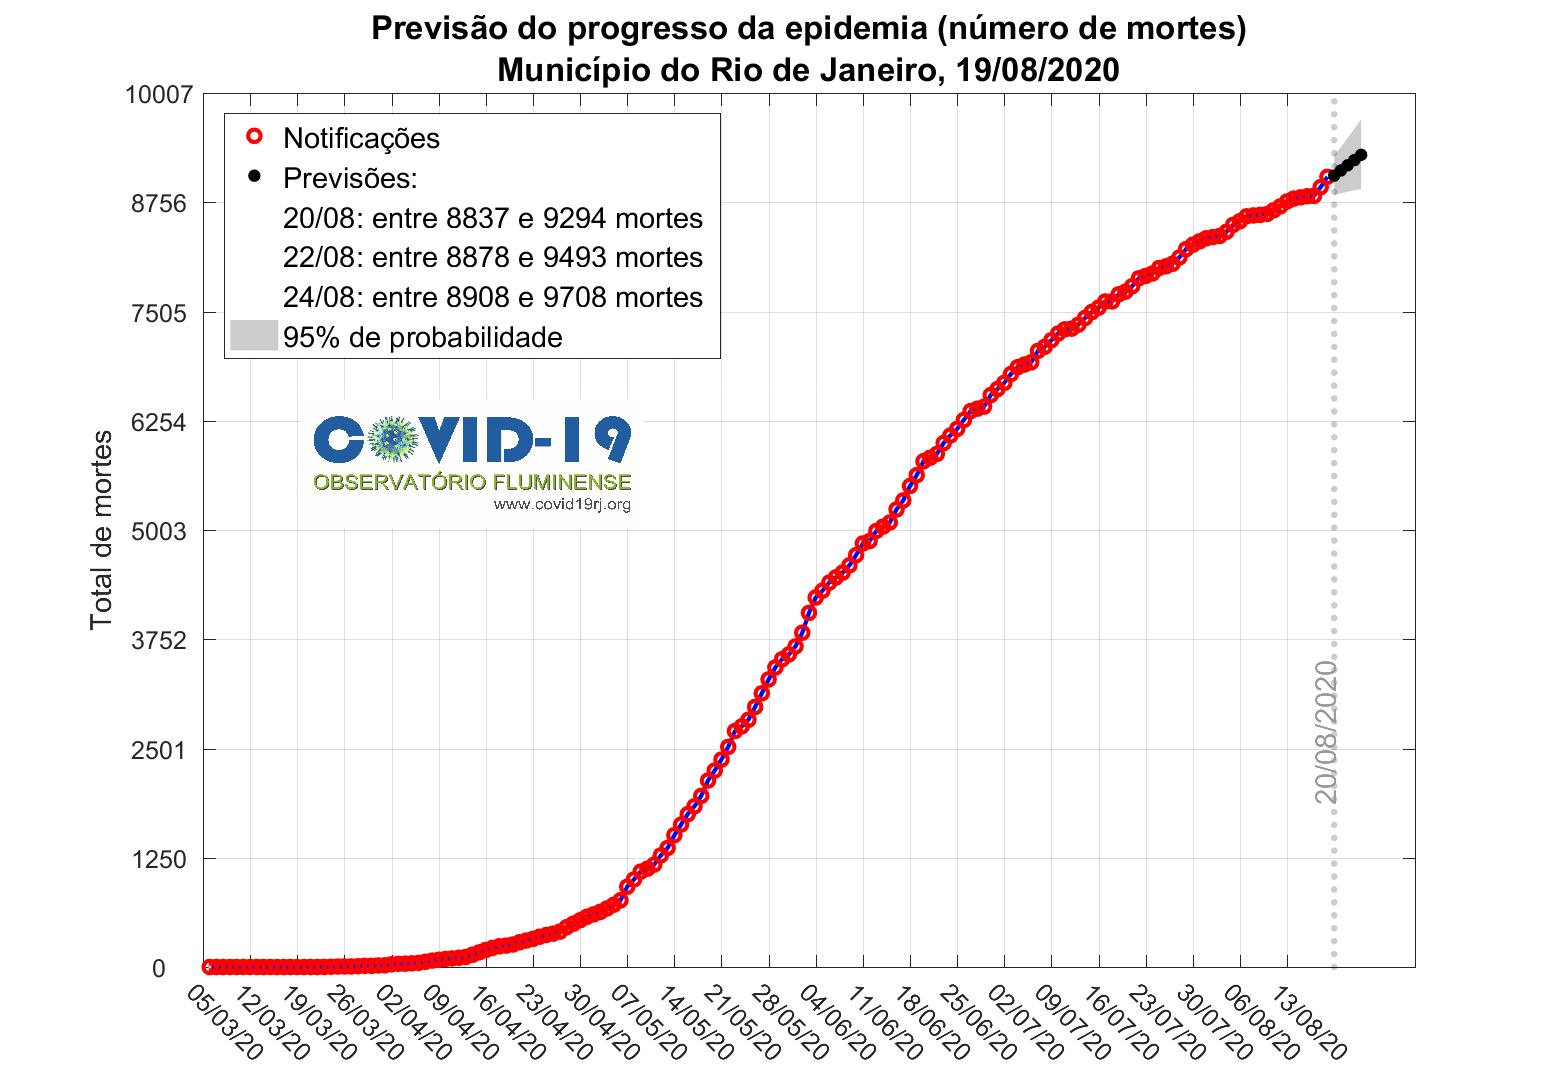 Previsão do progresso da epidemia (número de mortes)
Município do Rio de Janeiro, 19/08/2020
10007
8756
7505
6254
5003
3752
2501
1250
0
Total de mortes
Notificações
Previsões:
20/08: entre 8837 e 9294 mortes
22/08: entre 8878 e 9493 mortes
24/08: entre 8908 e 9708 mortes
95% de probabilidade
COVID-19
OBSERVATÓRIO FLUMINENSE
www.covid19rj.org
20/08/2020
05/03/20
12/03/20
19/03/20
26/03/20
02/04/20
09/04/20
16/04/20
23/04/20
30/04/20
07/05/20
14/05/20
21/05/20
28/05/20
04/06/20
11/06/20
18/06/20
25/06/20
02/07/20
09/07/20
16/07/20
23/07/20
30/07/20
06/08/20
13/08/20